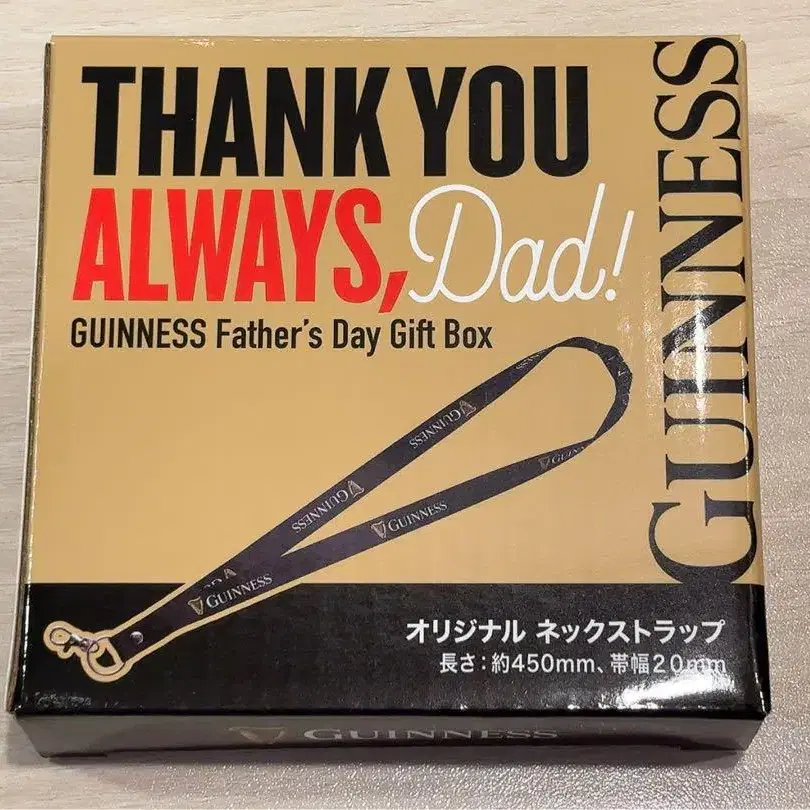 THANK YOU
ALWAYS, Dad!
GUINNESS Father's Day Gift Box
GUINNESS
GUINNESS
GUINNESS
GUINNESS
GUINNESS
オリジナル ネックストラップ
長さ：約450mm、帯幅20mm
GUINNESS